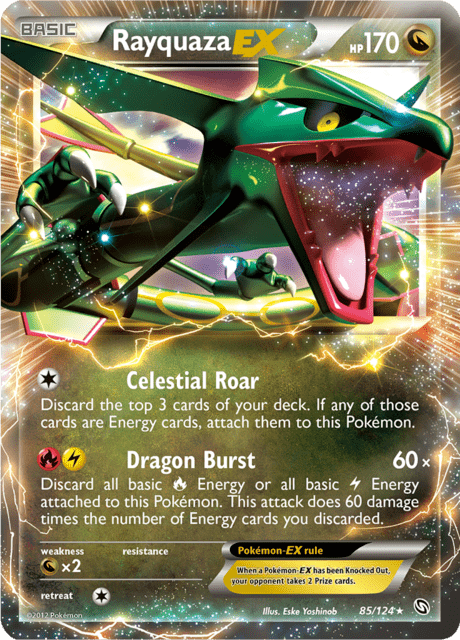 BASIC Rayquaza EX HP 170
Celestial Roar
Discard the top 3 cards of your deck. If any of those
cards are Energy cards, attach them to this Pokémon.
Dragon Burst 60×
Discard all basic Energy or all basic Energy
attached to this Pokémon. This attack does 60 damage
times the number of Energy cards you discarded.
weakness resistance Pokémon-EX rule
×2 When a Pokémon-EX has been Knocked Out,
your opponent takes 2 Prize cards.
retreat
©2012 Pokémon Illus. Eske Yoshinob 85/124★